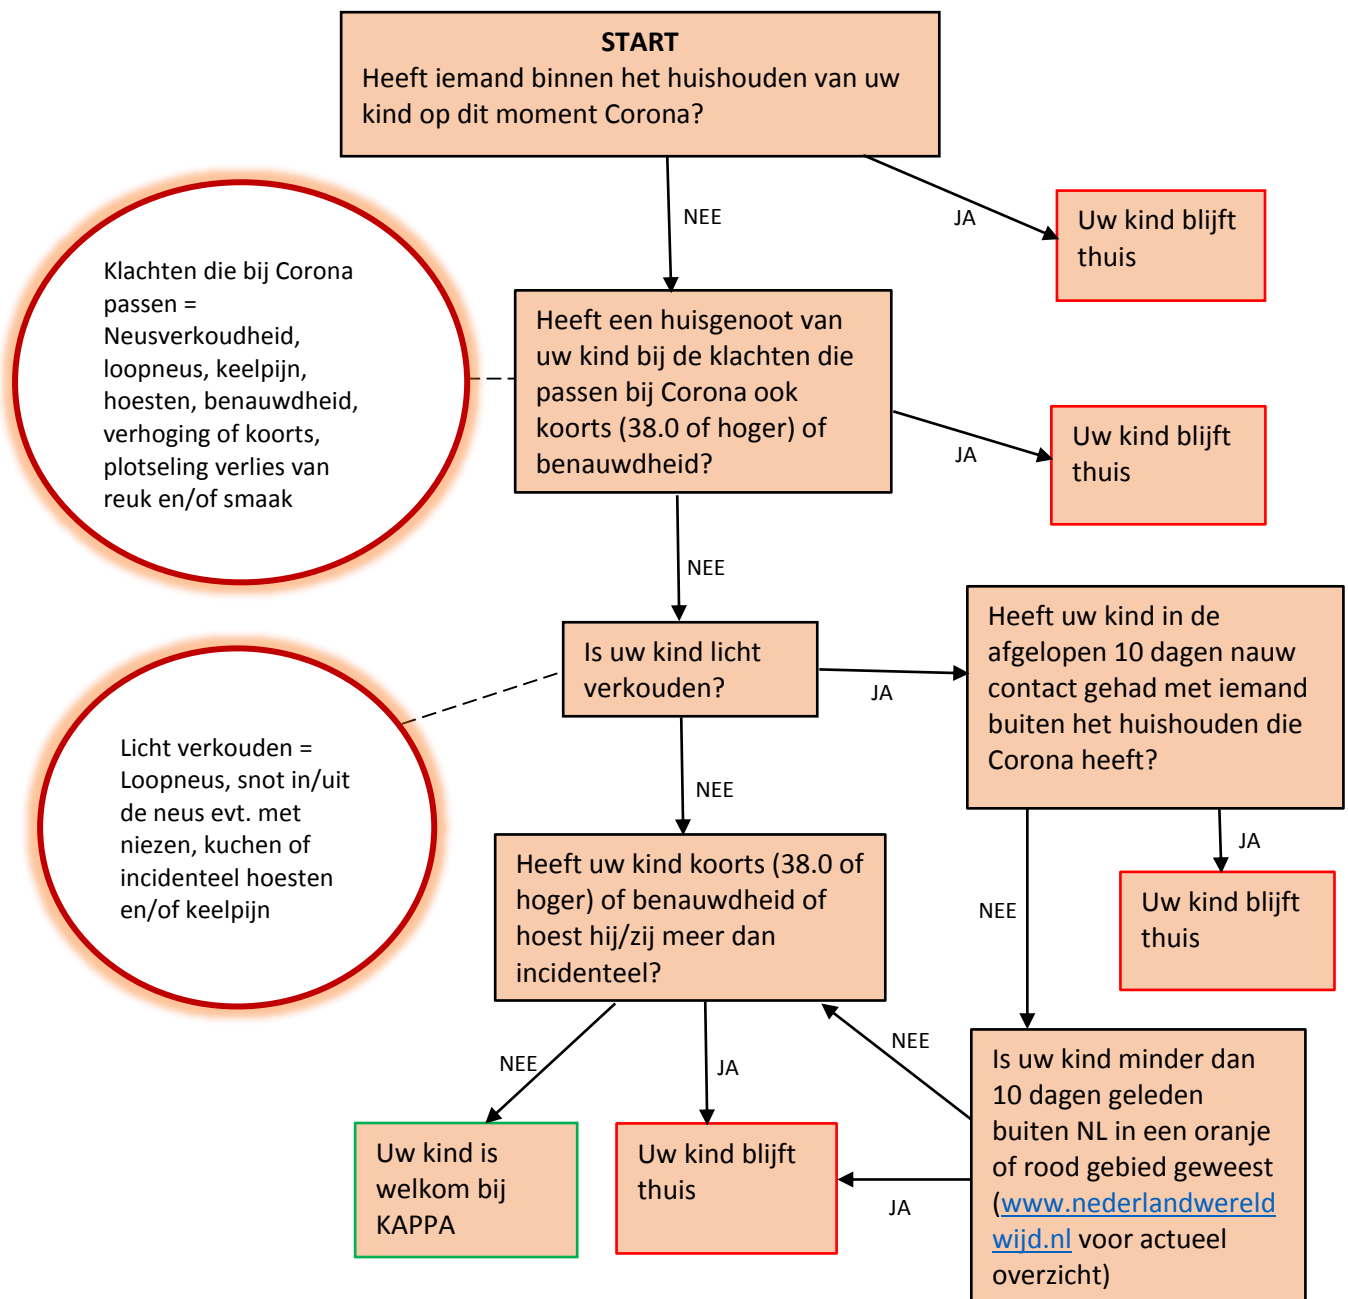 START
Heeft iemand binnen het huishouden van uw
kind op dit moment Corona?
NEE
JA
Uw kind blijft
thuis
Klachten die bij Corona
passen =
Neusverkoudheid,
loopneus, keelpijn,
hoesten, benauwdheid,
verhoging of koorts,
plotseling verlies van
reuk en/of smaak
Heeft een huisgenoot van
uw kind bij de klachten die
passen bij Corona ook
koorts (38.0 of hoger) of
benauwdheid?
JA
Uw kind blijft
thuis
NEE
Is uw kind licht
verkouden?
JA
Heeft uw kind in de
afgelopen 10 dagen nauw
contact gehad met iemand
buiten het huishouden die
Corona heeft?
Licht verkouden =
Loopneus, snot in/uit
de neus evt. met
niezen, kuchen of
incidenteel hoesten
en/of keelpijn
NEE
Heeft uw kind koorts (38.0 of
hoger) of benauwdheid of
hoest hij/zij meer dan
incidenteel?
JA
Uw kind blijft
thuis
NEE
Is uw kind minder dan
10 dagen geleden
buiten NL in een oranje
of rood gebied geweest
(www.nederlandwereld
wijd.nl voor actueel
overzicht)
NEE
JA
NEE
JA
Uw kind is
welkom bij
KAPPA
Uw kind blijft
thuis